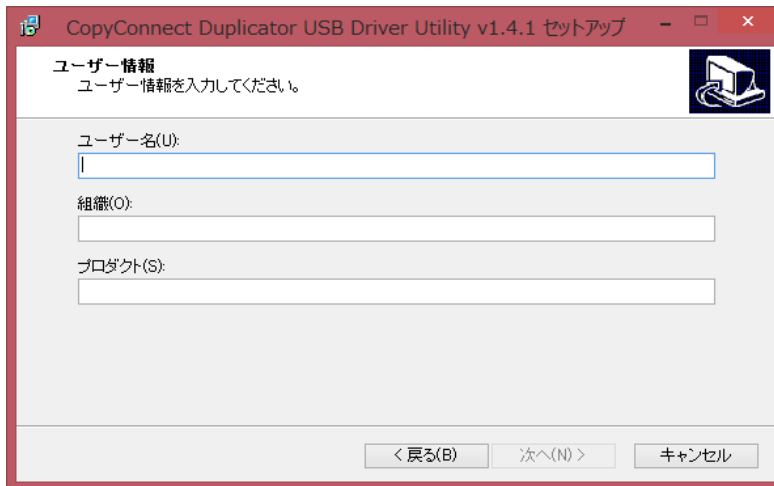 CopyConnect Duplicator USB Driver Utility v1.4.1 セットアップ
ユーザー情報
ユーザー情報を入力してください。
ユーザー名(U):
組織(O):
プロダクト(S):
< 戻る(B)
次へ(N) >
キャンセル